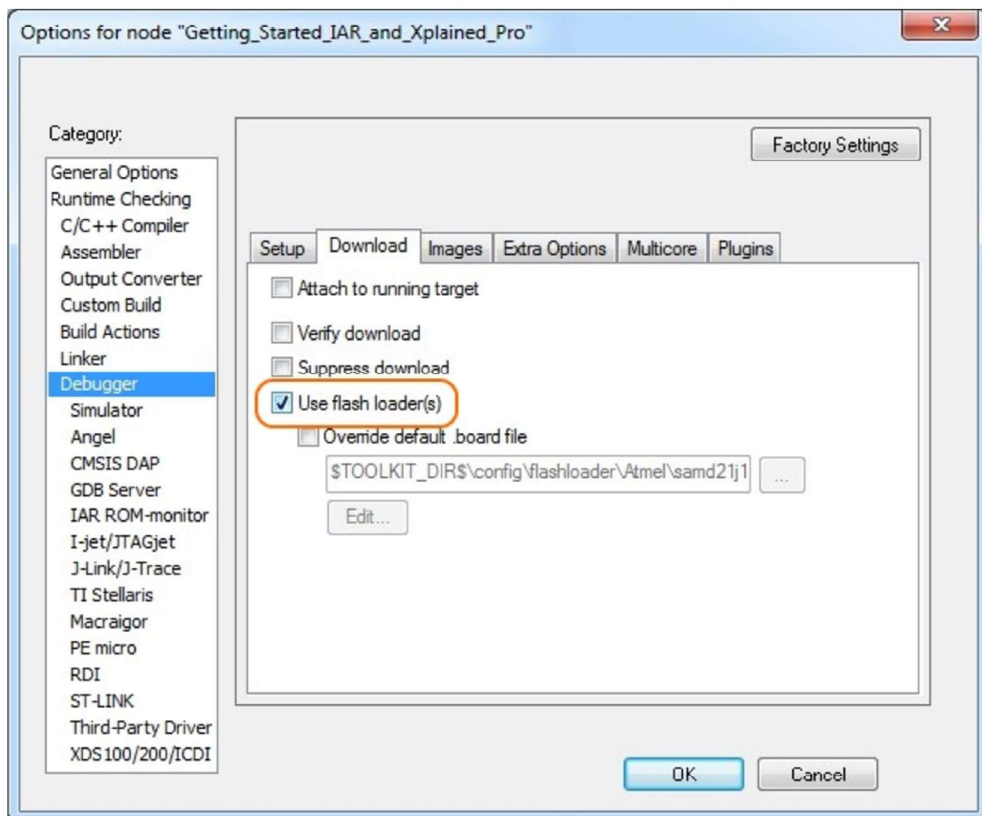 Options for node "Getting_Started_IAR_and_Xplained_Pro"
Category:
Factory Settings
General Options
Runtime Checking
C/C++ Compiler
Assembler
Output Converter
Custom Build
Build Actions
Linker
Debugger
Simulator
Angel
CMSIS DAP
GDB Server
IAR ROM-monitor
I-jet/JTAGjet
J-Link/J-Trace
TI Stellaris
Macraigor
PE micro
RDI
ST-LINK
Third-Party Driver
XDS100/200/ICDI
Setup Download Images Extra Options Multicore Plugins
Attach to running target
Verify download
Suppress download
Use flash loader(s)
Override default .board file
$TOOLKIT_DIR$\config\flashloader\Atmel\samd21j1 ...
Edit...
OK Cancel